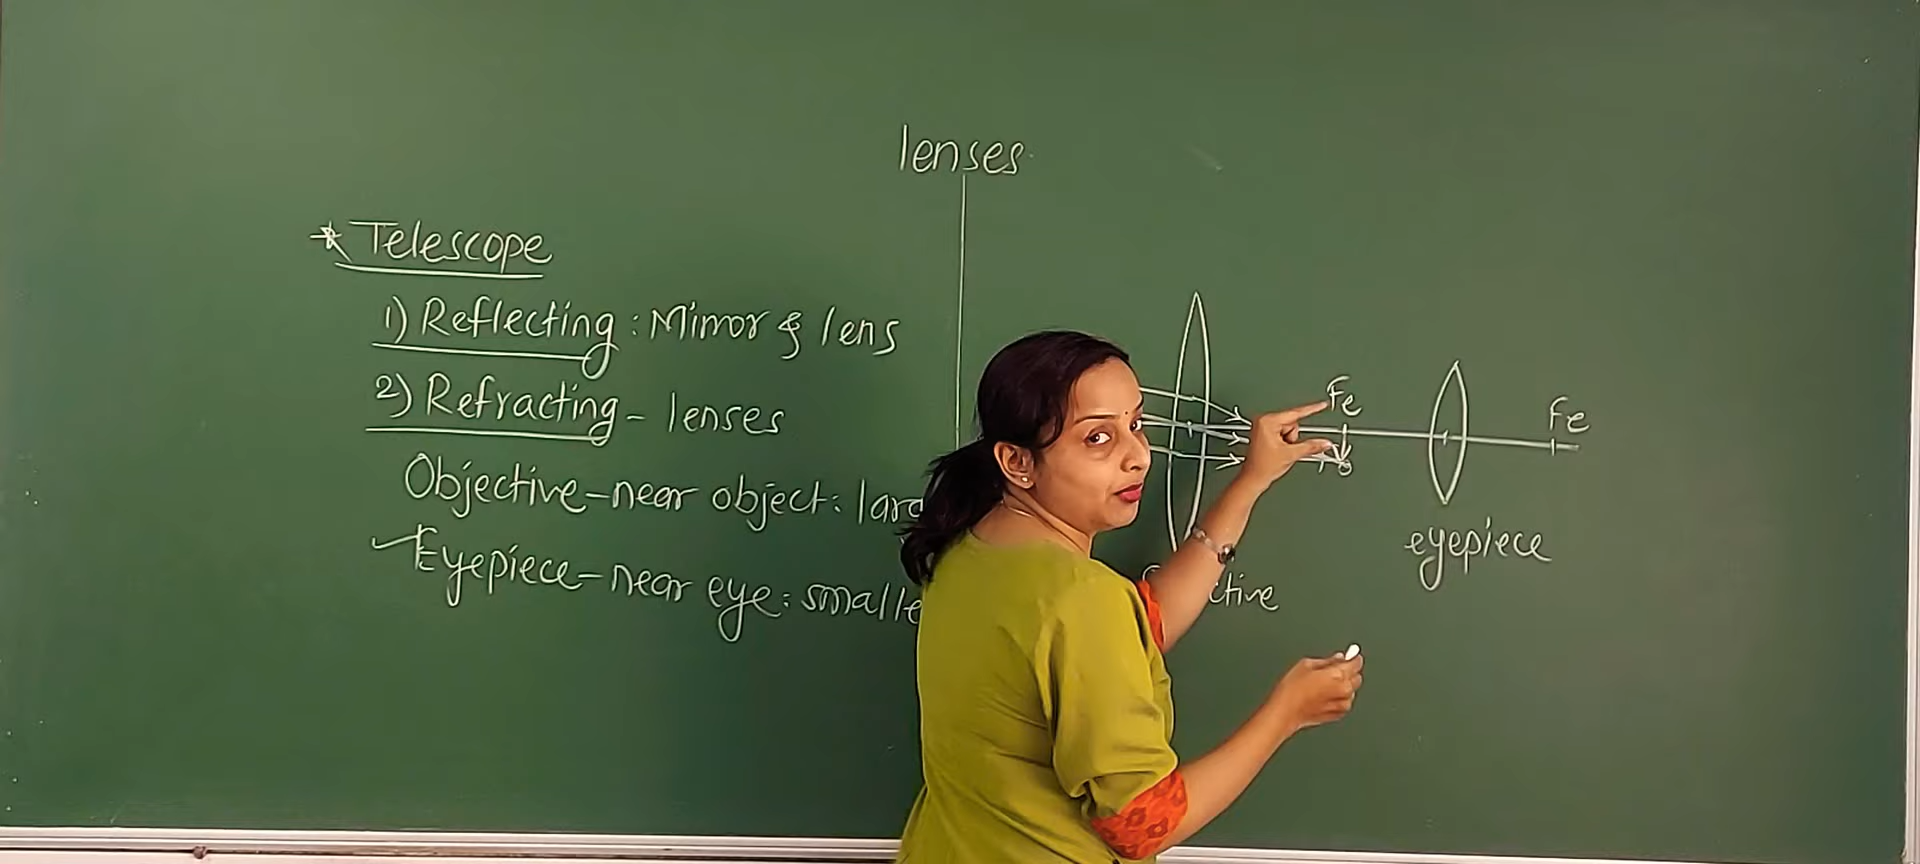 lenses
* Telescope
1) Reflecting : Mirror & lens
2) Refracting - lenses
Objective - near object :
Eyepiece - near eye :
Fe
Fe
eyepiece